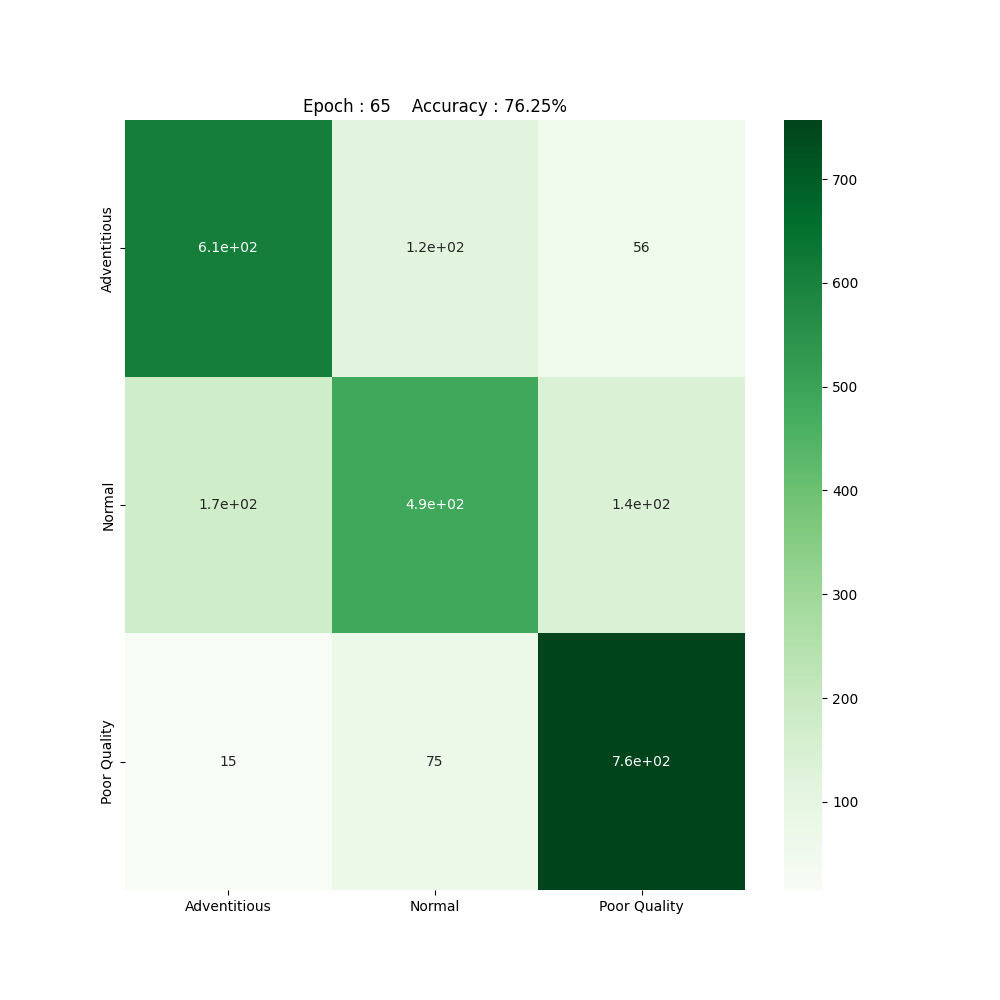 Epoch : 65    Accuracy : 76.25%
Adventitious
6.1e+02 1.2e+02 56
Normal
1.7e+02 4.9e+02 1.4e+02
Poor Quality
15 75 7.6e+02
Adventitious Normal Poor Quality
700
600
500
400
300
200
100